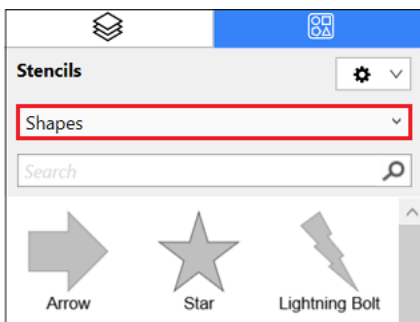 Stencils
Shapes
Search
Arrow Star Lightning Bolt